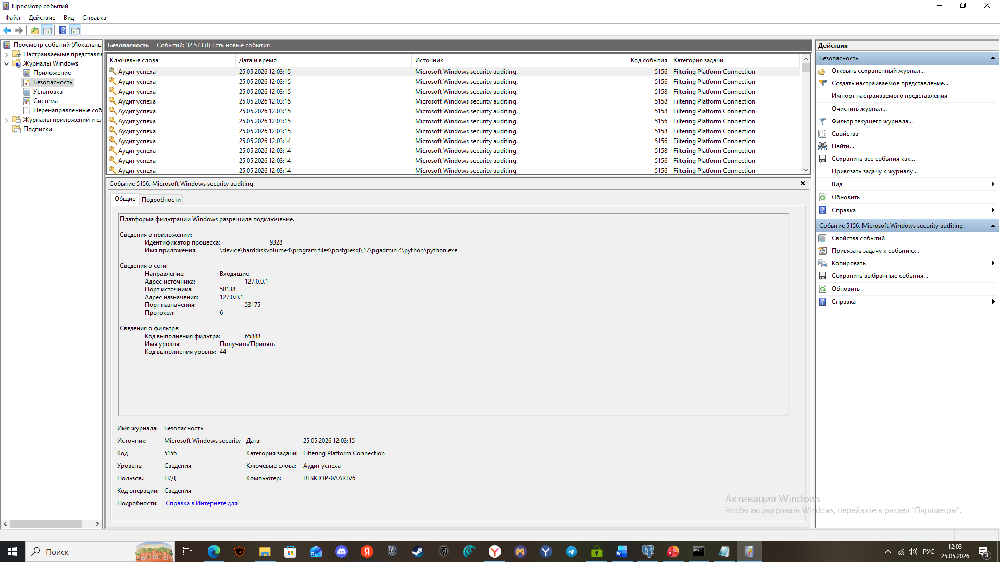 Просмотр событий
Файл Действие Вид Справка
Просмотр событий (Локальнь
Настраиваемые представле
Журналы Windows
Приложение
Безопасность
Установка
Система
Перенаправленные соб
Журналы приложений и сл
Подписки
Безопасность Событий: 32 573 (!) Есть новые события
Ключевые слова Дата и время Источник Код события Категория задачи
Аудит успеха 25.05.2026 12:03:15 Microsoft Windows security auditing. 5156 Filtering Platform Connection
Аудит успеха 25.05.2026 12:03:15 Microsoft Windows security auditing. 5156 Filtering Platform Connection
Аудит успеха 25.05.2026 12:03:15 Microsoft Windows security auditing. 5158 Filtering Platform Connection
Аудит успеха 25.05.2026 12:03:15 Microsoft Windows security auditing. 5158 Filtering Platform Connection
Аудит успеха 25.05.2026 12:03:15 Microsoft Windows security auditing. 5158 Filtering Platform Connection
Аудит успеха 25.05.2026 12:03:15 Microsoft Windows security auditing. 5156 Filtering Platform Connection
Аудит успеха 25.05.2026 12:03:15 Microsoft Windows security auditing. 5158 Filtering Platform Connection
Аудит успеха 25.05.2026 12:03:14 Microsoft Windows security auditing. 5156 Filtering Platform Connection
Аудит успеха 25.05.2026 12:03:14 Microsoft Windows security auditing. 5158 Filtering Platform Connection
Аудит успеха 25.05.2026 12:03:14 Microsoft Windows security auditing. 5156 Filtering Platform Connection
Аудит успеха 25.05.2026 12:03:14 Microsoft Windows security auditing. 5156 Filtering Platform Connection
Событие 5156, Microsoft Windows security auditing.
Общие Подробности
Платформа фильтрации Windows разрешила подключение.
Сведения о приложении:
Идентификатор процесса: 9328
Имя приложения: \device\harddiskvolume4\program files\postgresql\17\pgadmin 4\python\python.exe
Сведения о сети:
Направление: Входящие
Адрес источника: 127.0.0.1
Порт источника: 58138
Адрес назначения: 127.0.0.1
Порт назначения: 53175
Протокол: 6
Сведения о фильтре:
Код выполнения фильтра: 65888
Имя уровня: Получить/Принять
Код выполнения уровня: 44
Имя журнала: Безопасность
Источник: Microsoft Windows security Дата: 25.05.2026 12:03:15
Код 5156 Категория задачи: Filtering Platform Connection
Уровень: Сведения Ключевые слова: Аудит успеха
Пользов.: Н/Д Компьютер: DESKTOP-0AARTV6
Код операции: Сведения
Подробности: Справка в Интернете для
Действия
Безопасность
Открыть сохраненный журнал...
Создать настраиваемое представление...
Импорт настраиваемого представления
Очистить журнал...
Фильтр текущего журнала...
Свойства
Найти...
Сохранить все события как...
Привязать задачу к журналу...
Вид
Обновить
Справка
Событие 5156, Microsoft Windows security auditing.
Свойства событий
Привязать задачу к событию...
Копировать
Сохранить выбранные события...
Обновить
Справка
Активация Windows
Чтобы активировать Windows, перейдите в раздел "Параметры".
Поиск
РУС
12:03
25.05.2026
3